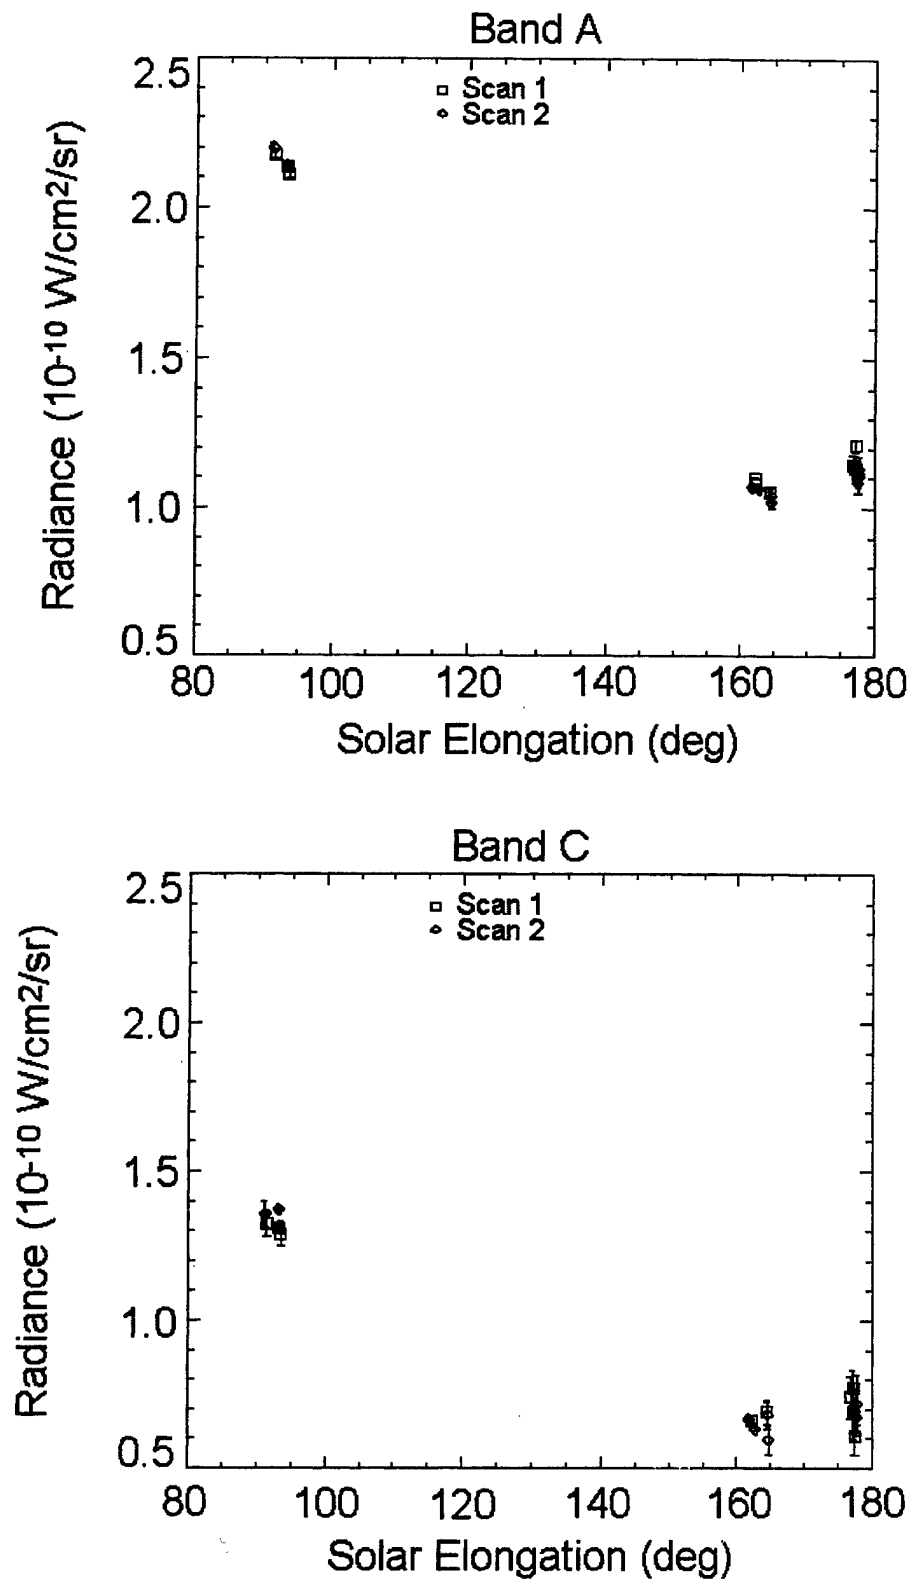 Band A
Scan 1
Scan 2
2.5
2.0
1.5
1.0
0.5
Radiance (10-10 W/cm2/sr)
80 100 120 140 160 180
Solar Elongation (deg)
Band C
Scan 1
Scan 2
2.5
2.0
1.5
1.0
0.5
Radiance (10-10 W/cm2/sr)
80 100 120 140 160 180
Solar Elongation (deg)